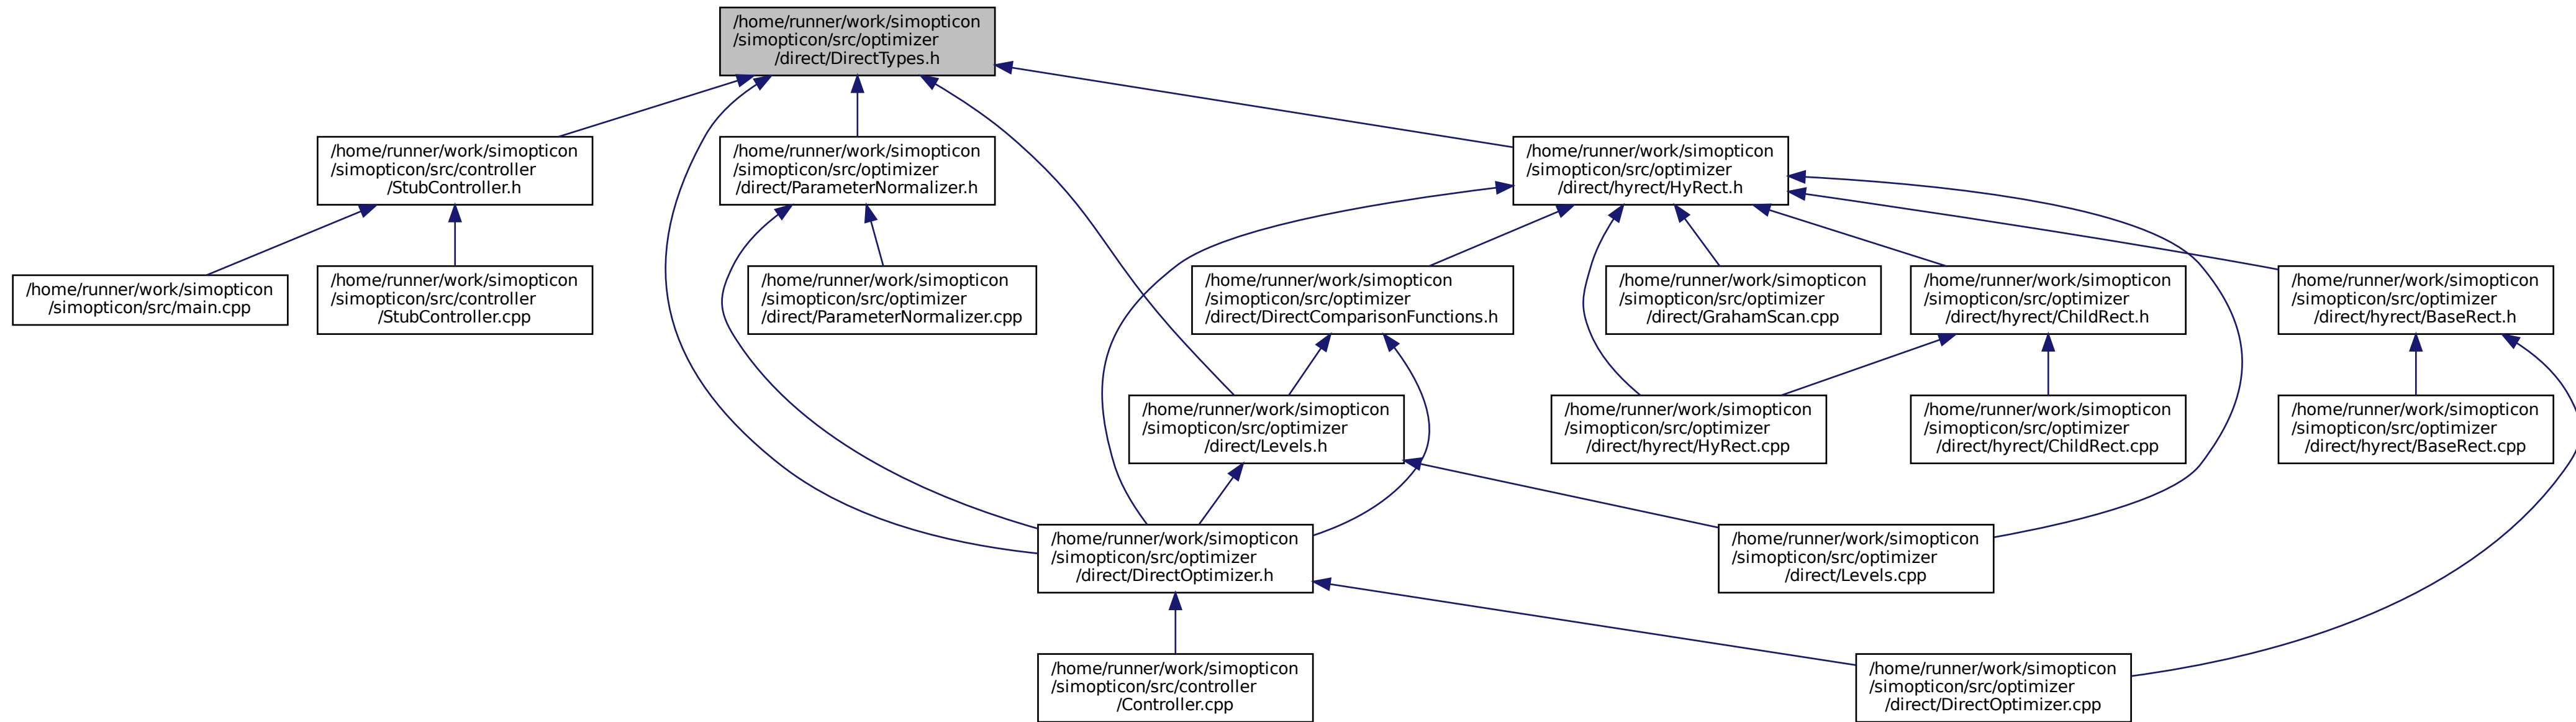 /home/runner/work/simopticon
/simopticon/src/optimizer
/direct/DirectTypes.h
/home/runner/work/simopticon
/simopticon/src/controller
/StubController.h
/home/runner/work/simopticon
/simopticon/src/optimizer
/direct/ParameterNormalizer.h
/home/runner/work/simopticon
/simopticon/src/optimizer
/direct/hyrect/HyRect.h
/home/runner/work/simopticon
/simopticon/src/main.cpp
/home/runner/work/simopticon
/simopticon/src/controller
/StubController.cpp
/home/runner/work/simopticon
/simopticon/src/optimizer
/direct/ParameterNormalizer.cpp
/home/runner/work/simopticon
/simopticon/src/optimizer
/direct/DirectComparisonFunctions.h
/home/runner/work/simopticon
/simopticon/src/optimizer
/direct/GrahamScan.cpp
/home/runner/work/simopticon
/simopticon/src/optimizer
/direct/hyrect/ChildRect.h
/home/runner/work/simopticon
/simopticon/src/optimizer
/direct/hyrect/BaseRect.h
/home/runner/work/simopticon
/simopticon/src/optimizer
/direct/Levels.h
/home/runner/work/simopticon
/simopticon/src/optimizer
/direct/hyrect/HyRect.cpp
/home/runner/work/simopticon
/simopticon/src/optimizer
/direct/hyrect/ChildRect.cpp
/home/runner/work/simopticon
/simopticon/src/optimizer
/direct/hyrect/BaseRect.cpp
/home/runner/work/simopticon
/simopticon/src/optimizer
/direct/DirectOptimizer.h
/home/runner/work/simopticon
/simopticon/src/optimizer
/direct/Levels.cpp
/home/runner/work/simopticon
/simopticon/src/controller
/Controller.cpp
/home/runner/work/simopticon
/simopticon/src/optimizer
/direct/DirectOptimizer.cpp